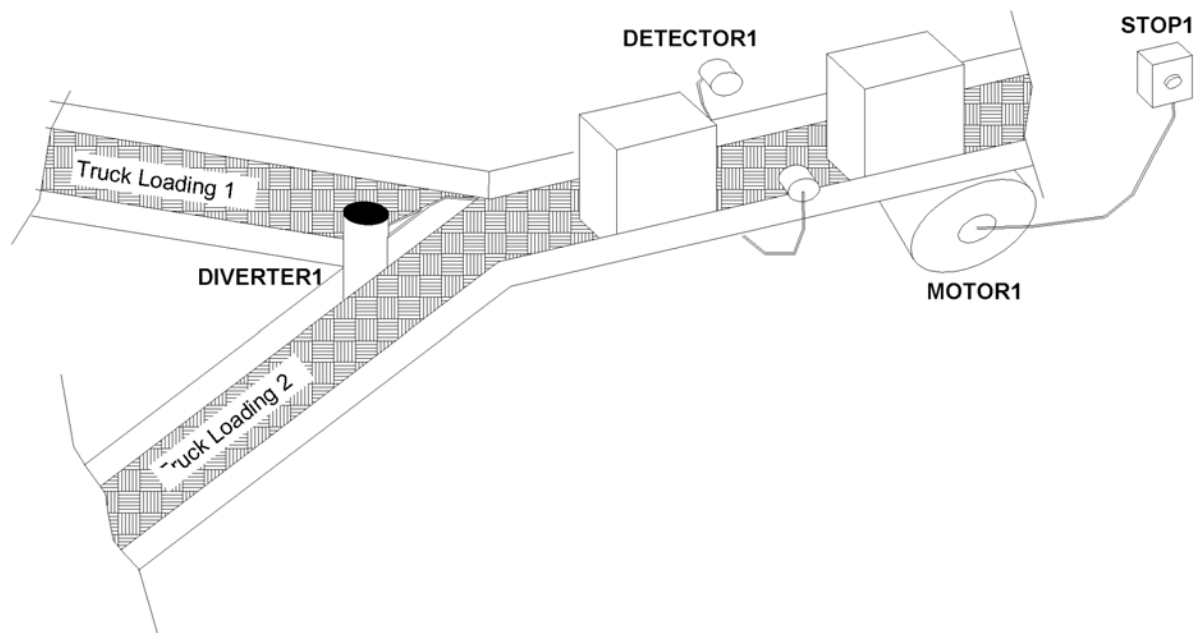 DETECTOR1
STOP1
Truck Loading 1
DIVERTER1
MOTOR1
Truck Loading 2